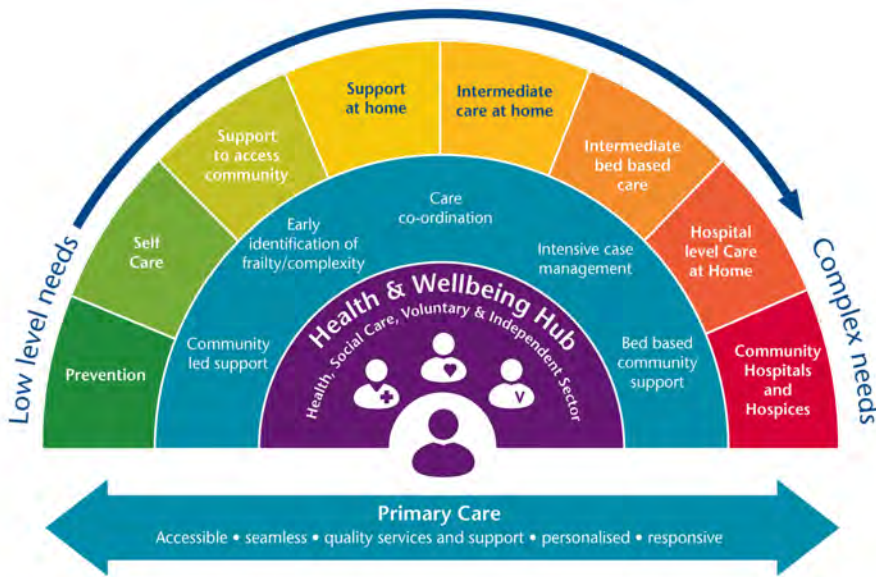 Low level needs
Complex needs
Prevention
Self
Care
Support
to access
community
Support
at home
Intermediate
care at home
Intermediate
bed based
care
Hospital
level Care
at Home
Community
Hospitals
and
Hospices
Community
led support
Early
identification of
frailty/complexity
Care
co-ordination
Intensive case
management
Bed based
community
support
Health & Wellbeing Hub
Health, Social Care, Voluntary & Independent Sector
V
Primary Care
Accessible • seamless • quality services and support • personalised • responsive